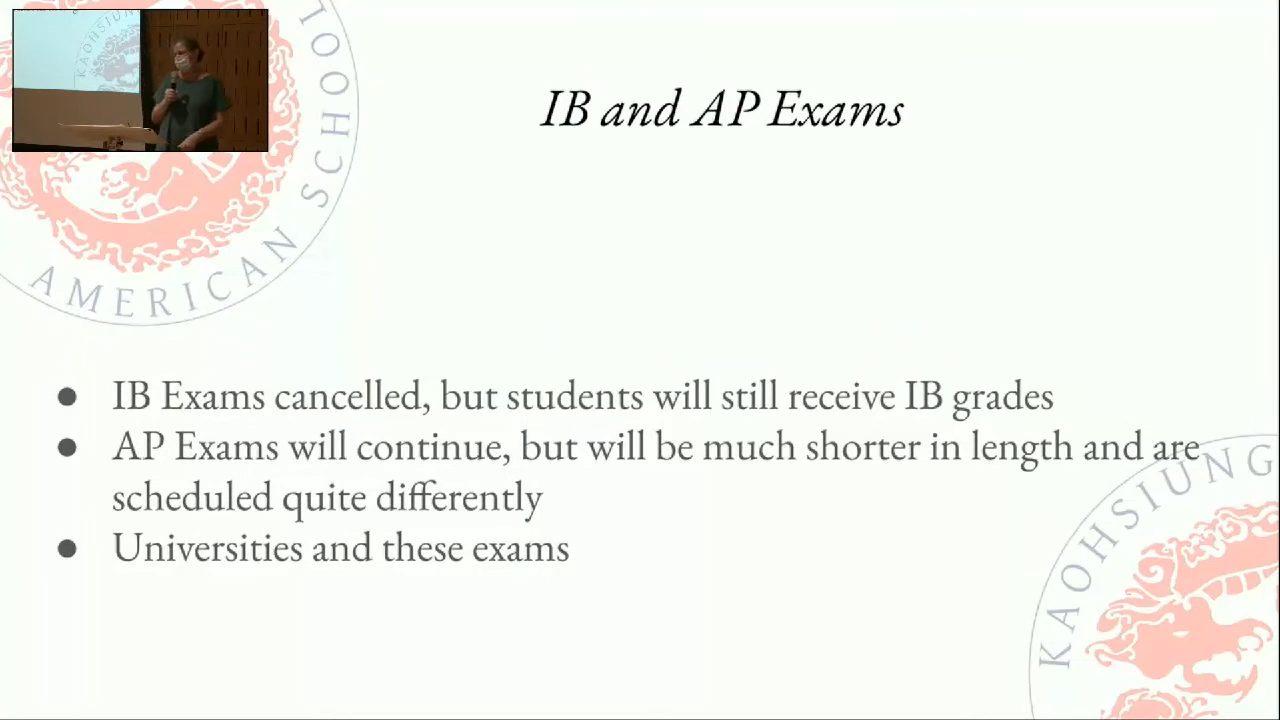 IB and AP Exams
● IB Exams cancelled, but students will still receive IB grades
● AP Exams will continue, but will be much shorter in length and are
scheduled quite differently
● Universities and these exams
OL
AMERICAN SCHOOL
KAOHSIUNG
KAOHSIUNG